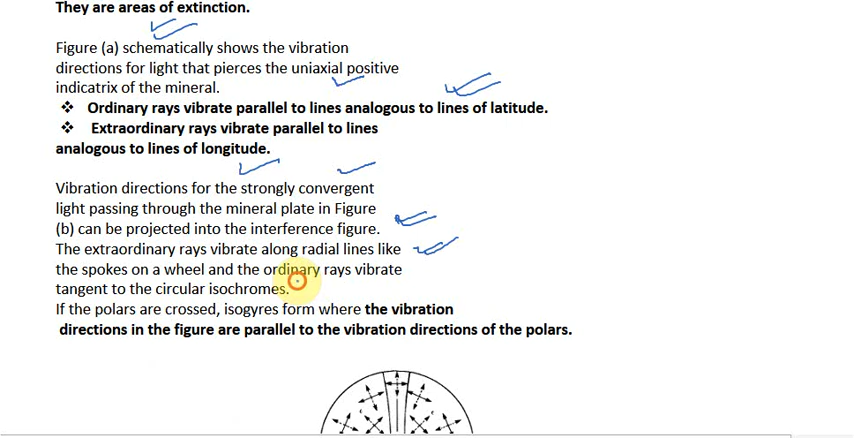 They are areas of extinction.
Figure (a) schematically shows the vibration
directions for light that pierces the uniaxial positive
indicatrix of the mineral.
❖ Ordinary rays vibrate parallel to lines analogous to lines of latitude.
❖ Extraordinary rays vibrate parallel to lines
analogous to lines of longitude.
Vibration directions for the strongly convergent
light passing through the mineral plate in Figure
(b) can be projected into the interference figure.
The extraordinary rays vibrate along radial lines like
the spokes on a wheel and the ordinary rays vibrate
tangent to the circular isochromes.
If the polars are crossed, isogyres form where the vibration
directions in the figure are parallel to the vibration directions of the polars.